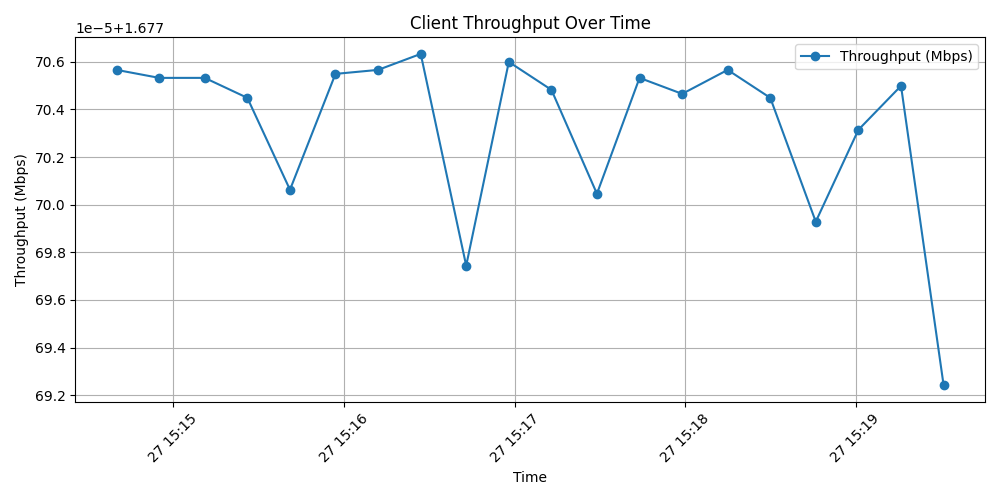 Client Throughput Over Time
1e−5+1.677
Throughput (Mbps)
70.6
70.4
70.2
70.0
69.8
69.6
69.4
69.2
Throughput (Mbps)
27 15:15
27 15:16
27 15:17
27 15:18
27 15:19
Time